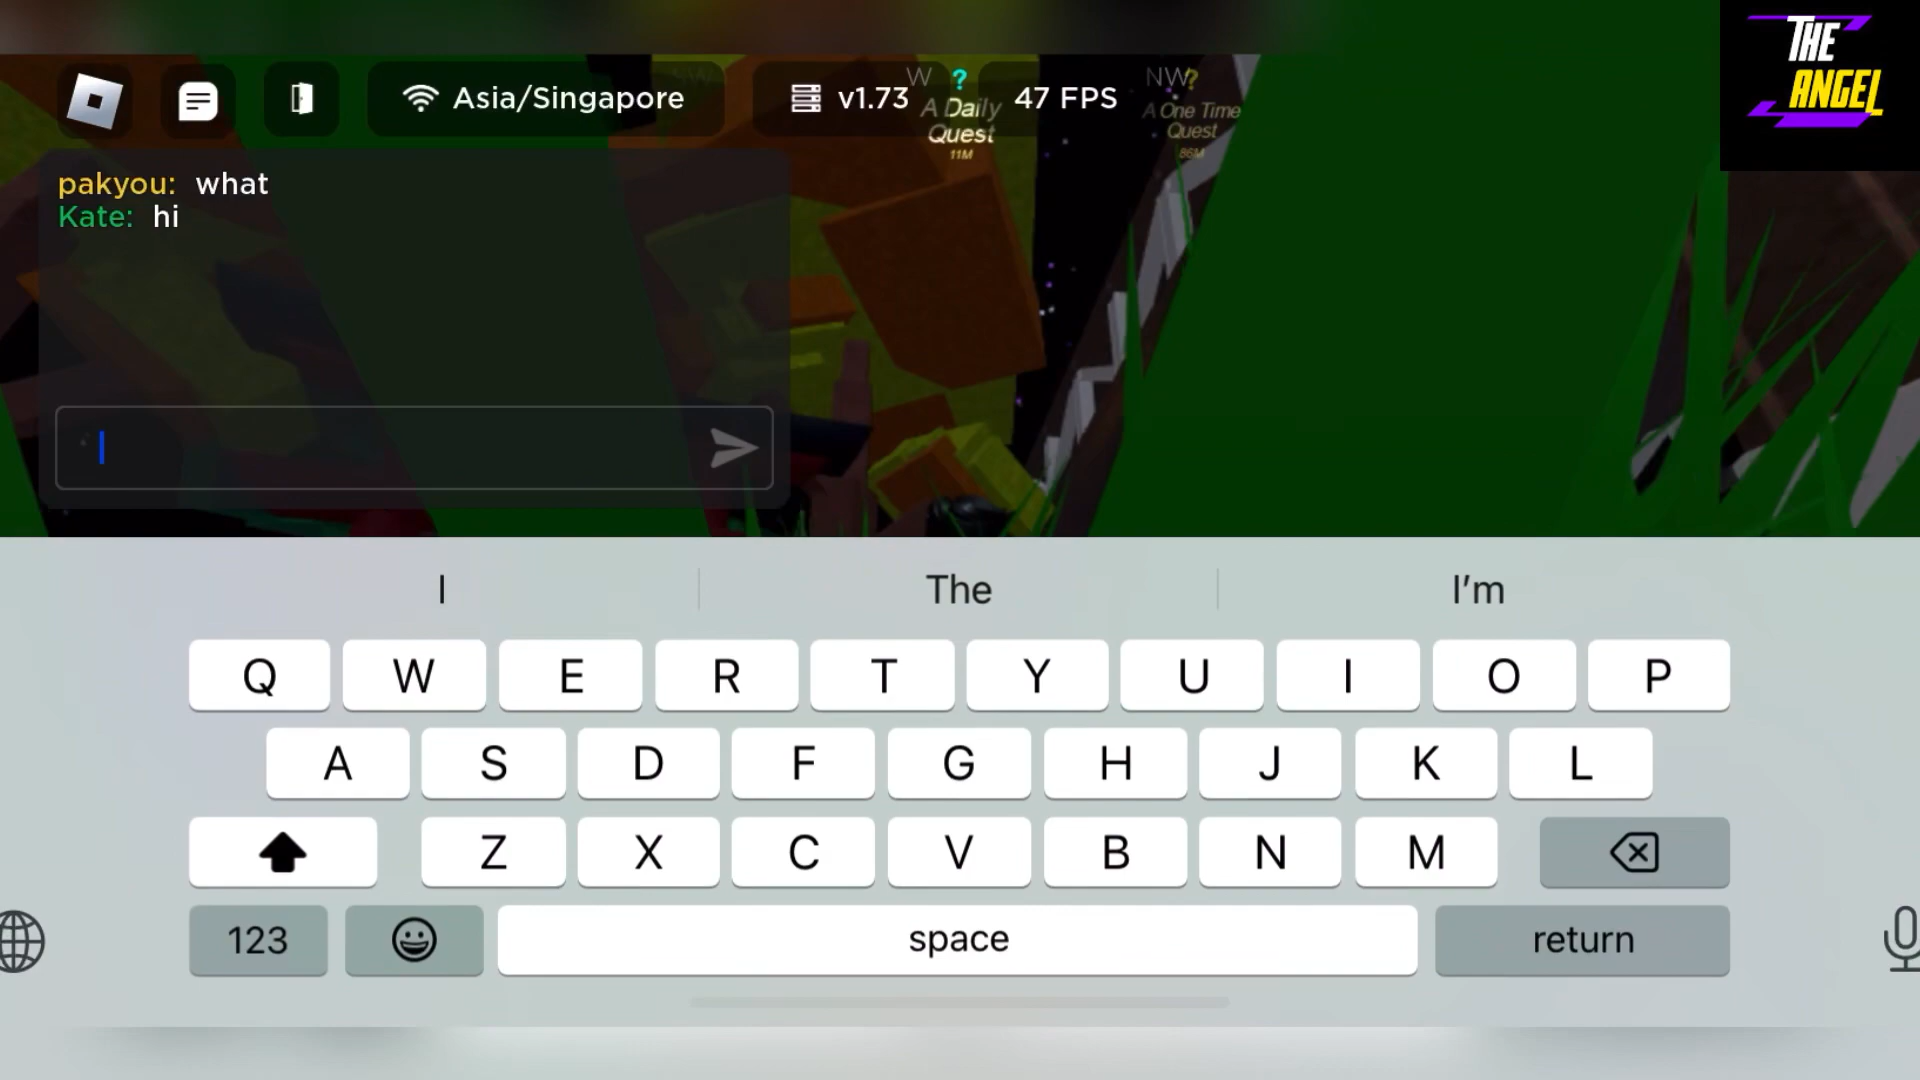 THE
ANGEL
Asia/Singapore
v1.73
47 FPS
W ?
A Daily
Quest
11M
NW?
A One Time
Quest
86M
pakyou: what
Kate: hi
I
The
I'm
Q W E R T Y U I O P
A S D F G H J K L
Z X C V B N M
123
space
return